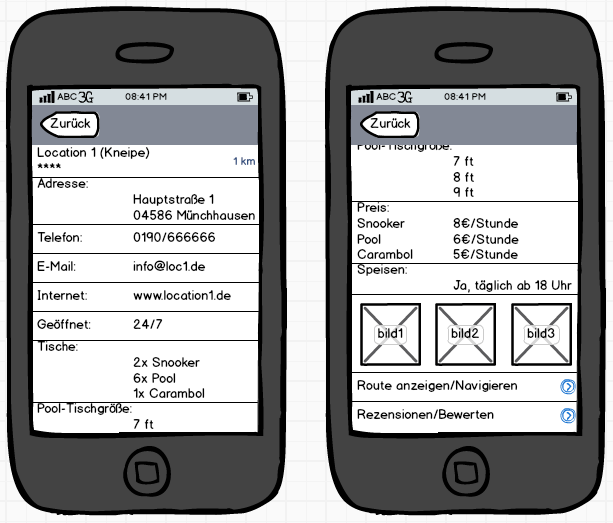 ABC 3G 08:41 PM
Zurück
Location 1 (Kneipe)
**** 1 km
Adresse:
Hauptstraße 1
04586 Münchhausen
Telefon: 0190/666666
E-Mail: info@loc1.de
Internet: www.location1.de
Geöffnet: 24/7
Tische:
2x Snooker
6x Pool
1x Carambol
Pool-Tischgröße:
7 ft
ABC 3G 08:41 PM
Zurück
Pool-Tischgröße:
7 ft
8 ft
9 ft
Preis:
Snooker 8€/Stunde
Pool 6€/Stunde
Carambol 5€/Stunde
Speisen:
Ja, täglich ab 18 Uhr
bild1 bild2 bild3
Route anzeigen/Navigieren
Rezensionen/Bewerten